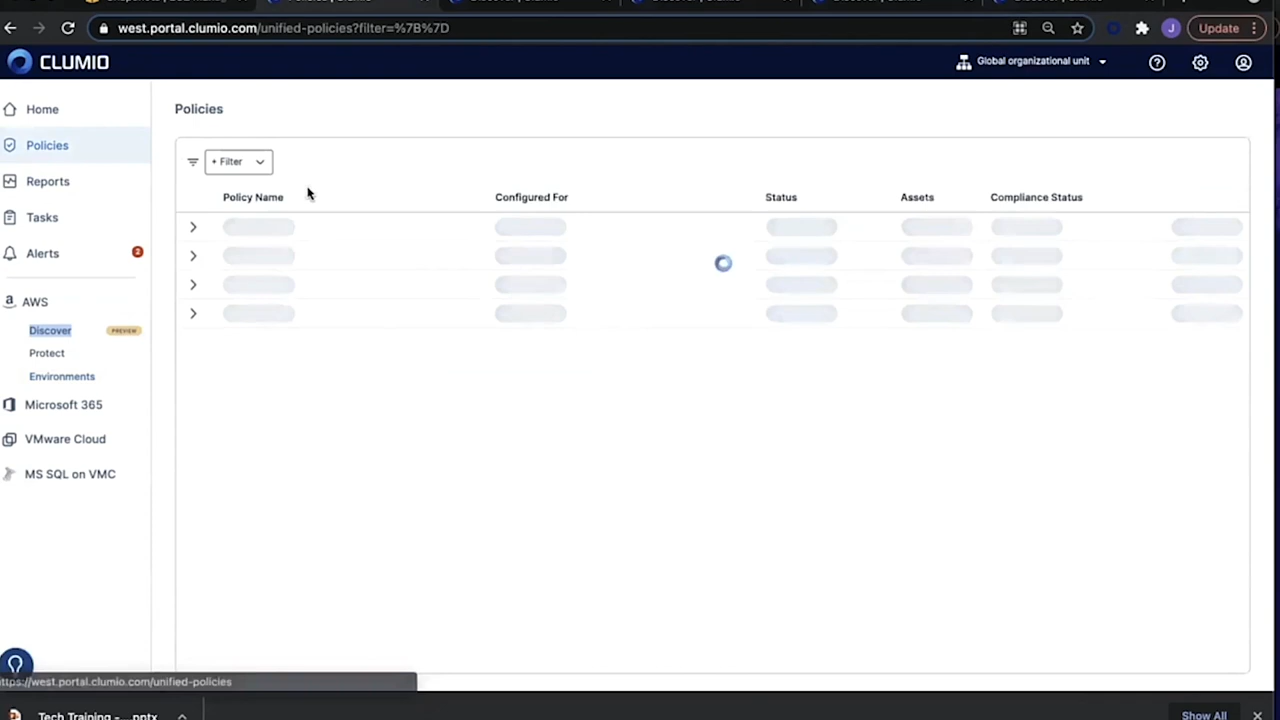 west.portal.clumio.com/unified-policies?filter=%7B%7D
Update
CLUMIO
Global organizational unit
Home
Policies
Reports
Tasks
Alerts
2
AWS
Discover
PREVIEW
Protect
Environments
Microsoft 365
VMware Cloud
MS SQL on VMC
Policies
+ Filter
Policy Name
Configured For
Status
Assets
Compliance Status
J
https://west.portal.clumio.com/unified-policies
Tech Training - ...pptx
Show All